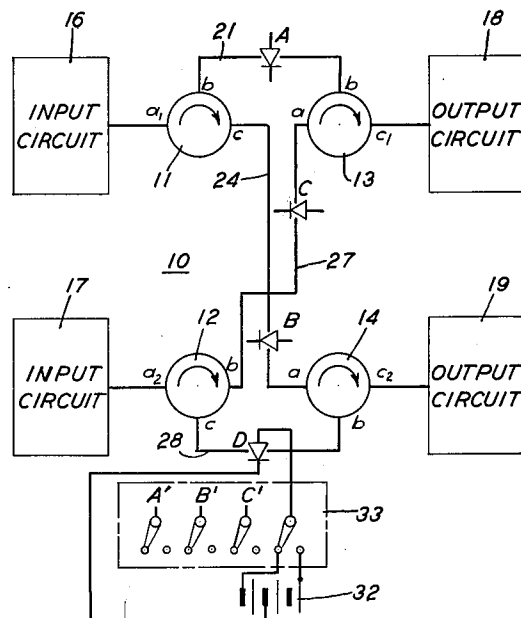 16
21
A
18
INPUT CIRCUIT
a1
b
c
11
b
a
c1
13
OUTPUT CIRCUIT
24
C
27
10
17
12
B
14
19
INPUT CIRCUIT
a2
b
c
a
c2
b
OUTPUT CIRCUIT
28
D
A' B' C'
33
32